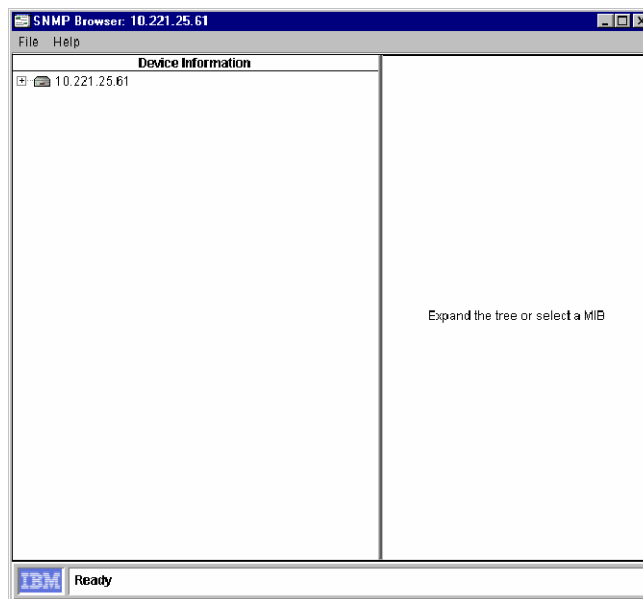 SNMP Browser: 10.221.25.61
File Help
Device Information
10.221.25.61
Expand the tree or select a MIB
IBM
Ready